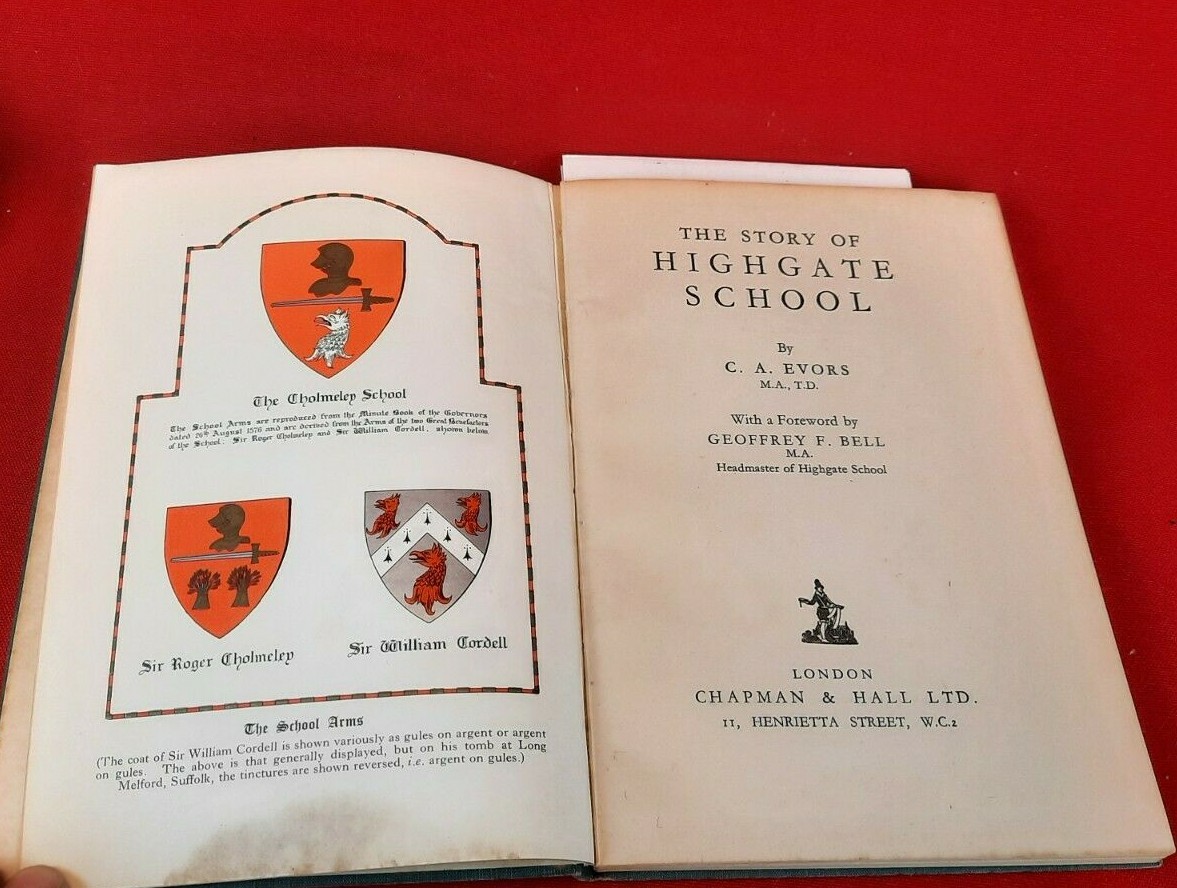 The Cholmeley School
The School Arms are reproduced from the Minute Book of the Governors
dated 26th August 1576 and are derived from the Arms of the two Great Benefactors
of the School. Sir Roger Cholmeley and Sir William Cordell, shown below
Sir Roger Cholmeley
Sir William Cordell
The School Arms
(The coat of Sir William Cordell is shown variously as gules on argent or argent
on gules. The above is that generally displayed, but on his tomb at Long
Melford, Suffolk, the tinctures are shown reversed, i.e. argent on gules.)
THE STORY OF
HIGHGATE
SCHOOL
By
C. A. EVORS
M.A., T.D.
With a Foreword by
GEOFFREY F. BELL
M.A.
Headmaster of Highgate School
LONDON
CHAPMAN & HALL LTD.
11, HENRIETTA STREET, W.C.2